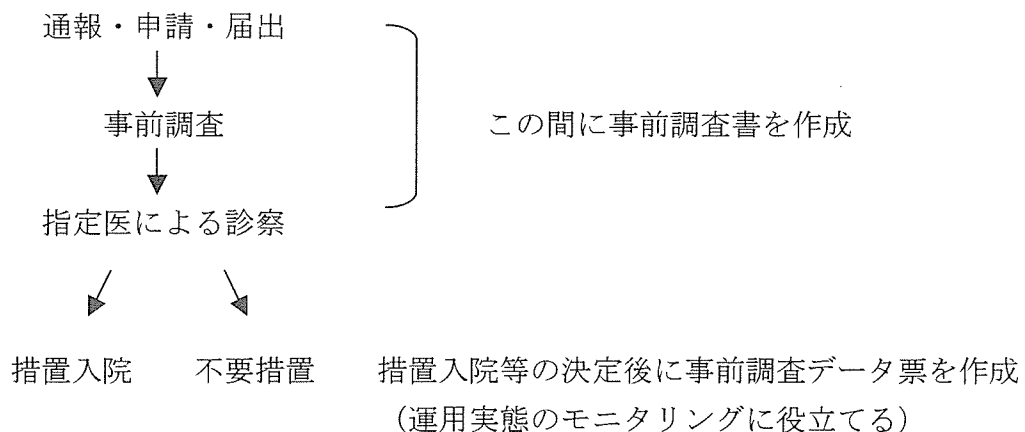 通報・申請・届出
事前調査
この間に事前調査書を作成
指定医による診察
措置入院 不要措置 措置入院等の決定後に事前調査データ票を作成
（運用実態のモニタリングに役立てる）